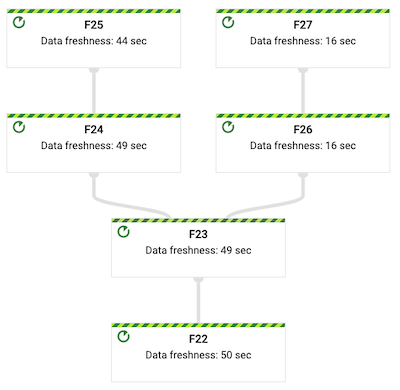 F25
Data freshness: 44 sec
F27
Data freshness: 16 sec
F24
Data freshness: 49 sec
F26
Data freshness: 16 sec
F23
Data freshness: 49 sec
F22
Data freshness: 50 sec